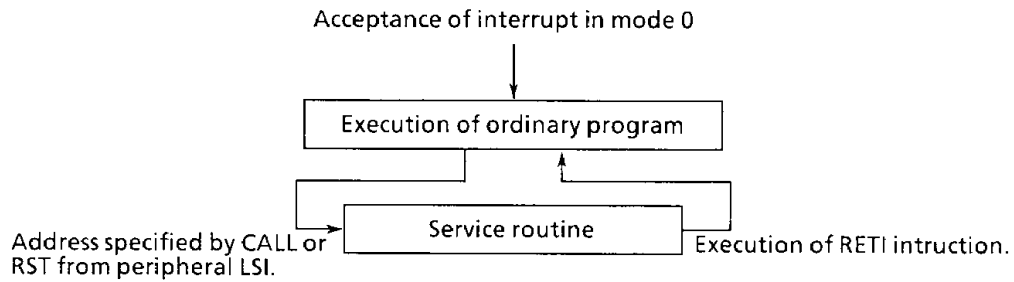 Acceptance of interrupt in mode 0
Execution of ordinary program
Service routine
Address specified by CALL or
RST from peripheral LSI.
Execution of RETI intruction.